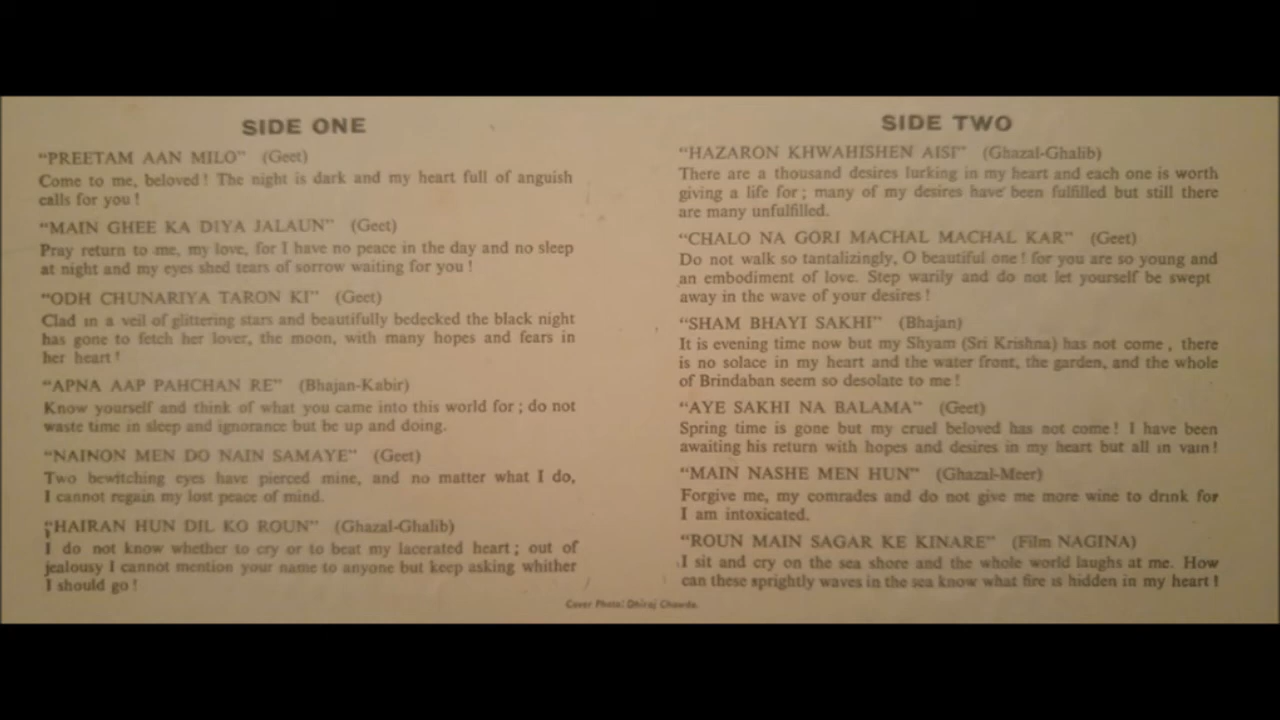 SIDE ONE
"PREETAM AAN MILO" (Geet)
Come to me, beloved! The night is dark and my heart full of anguish
calls for you!
"MAIN GHEE KA DIYA JALAUN" (Geet)
Pray return to me, my love, for I have no peace in the day and no sleep
at night and my eyes shed tears of sorrow waiting for you!
"ODH CHUNARIYA TARON KI" (Geet)
Clad in a veil of glittering stars and beautifully bedecked the black night
has gone to fetch her lover, the moon, with many hopes and fears in
her heart!
"APNA AAP PAHCHAN RE" (Bhajan-Kabir)
Know yourself and think of what you came into this world for; do not
waste time in sleep and ignorance but be up and doing.
"NAINON MEN DO NAIN SAMAYE" (Geet)
Two bewitching eyes have pierced mine, and no matter what I do,
I cannot regain my lost peace of mind.
"HAIRAN HUN DIL KO ROUN" (Ghazal-Ghalib)
I do not know whether to cry or to beat my lacerated heart; out of
jealousy I cannot mention your name to anyone but keep asking whither
I should go!
SIDE TWO
"HAZARON KHWAHISHEN AISI" (Ghazal-Ghalib)
There are a thousand desires lurking in my heart and each one is worth
giving a life for; many of my desires have been fulfilled but still there
are many unfulfilled.
"CHALO NA GORI MACHAL MACHAL KAR" (Geet)
Do not walk so tantalizingly, O beautiful one! for you are so young and
an embodiment of love. Step warily and do not let yourself be swept
away in the wave of your desires!
"SHAM BHAYI SAKHI" (Bhajan)
It is evening time now but my Shyam (Sri Krishna) has not come, there
is no solace in my heart and the water front, the garden, and the whole
of Brindaban seem so desolate to me!
"AYE SAKHI NA BALAMA" (Geet)
Spring time is gone but my cruel beloved has not come! I have been
awaiting his return with hopes and desires in my heart but all in vain!
"MAIN NASHE MEN HUN" (Ghazal-Meer)
Forgive me, my comrades and do not give me more wine to drink for
I am intoxicated.
"ROUN MAIN SAGAR KE KINARE" (Film NAGINA)
I sit and cry on the sea shore and the whole world laughs at me. How
can these sprightly waves in the sea know what fire is hidden in my heart!
Cover Photo: Dhiraj Chawda.